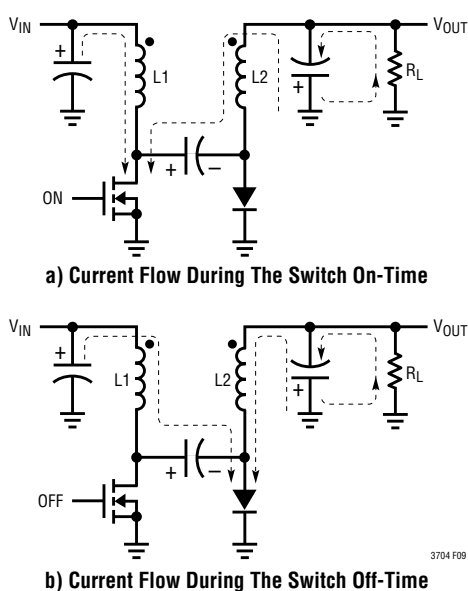 VIN
VOUT
+
L1
L2
+
RL
+
−
ON
a) Current Flow During The Switch On-Time
VIN
VOUT
+
L1
L2
+
RL
+
−
OFF
3704 F09
b) Current Flow During The Switch Off-Time